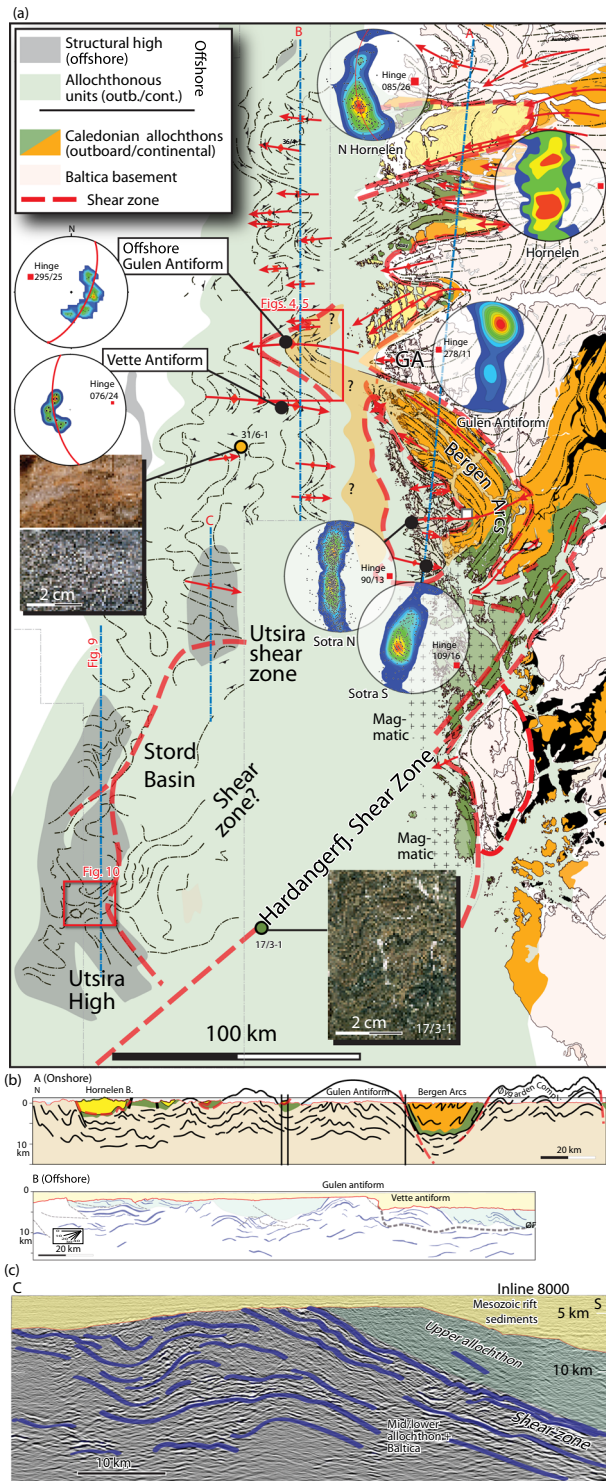 (a)
Structural high
(offshore)
Allochthonous
units (outb./cont.)
Offshore
Caledonian allochthons
(outboard/continental)
Baltica basement
Shear zone
B
A
Hinge
085/26
N Hornelen
36/4-1
Hornelen
N
Hinge
295/25
Offshore
Gulen Antiform
Figs. 4, 5
?
GA
Hinge
278/11
Gulen Antiform
Vette Antiform
Hinge
076/24
?
31/6-1
Bergen Arcs
?
2 cm
C
Hinge
90/13
Sotra N
Hinge
109/16
Sotra S
Utsira
shear
zone
Fig. 9
Stord
Basin
Shear
zone?
Mag-
matic
Hardangerfj. Shear Zone
Mag-
matic
Fig. 10
17/3-1
Utsira
High
2 cm
17/3-1
100 km
(b)
A (Onshore)
N
Hornelen B.
Gulen Antiform
Bergen Arcs
Øygarden Compl.
0
10
km
20 km
B (Offshore)
Gulen antiform
0
Vette antiform
10
km
ØF
20 km
(c)
C
Inline 8000
Mesozoic rift
sediments
S
5 km
Upper allochthon
10 km
Shear zone
Mid/lower
allochthon +
Baltica
10 km